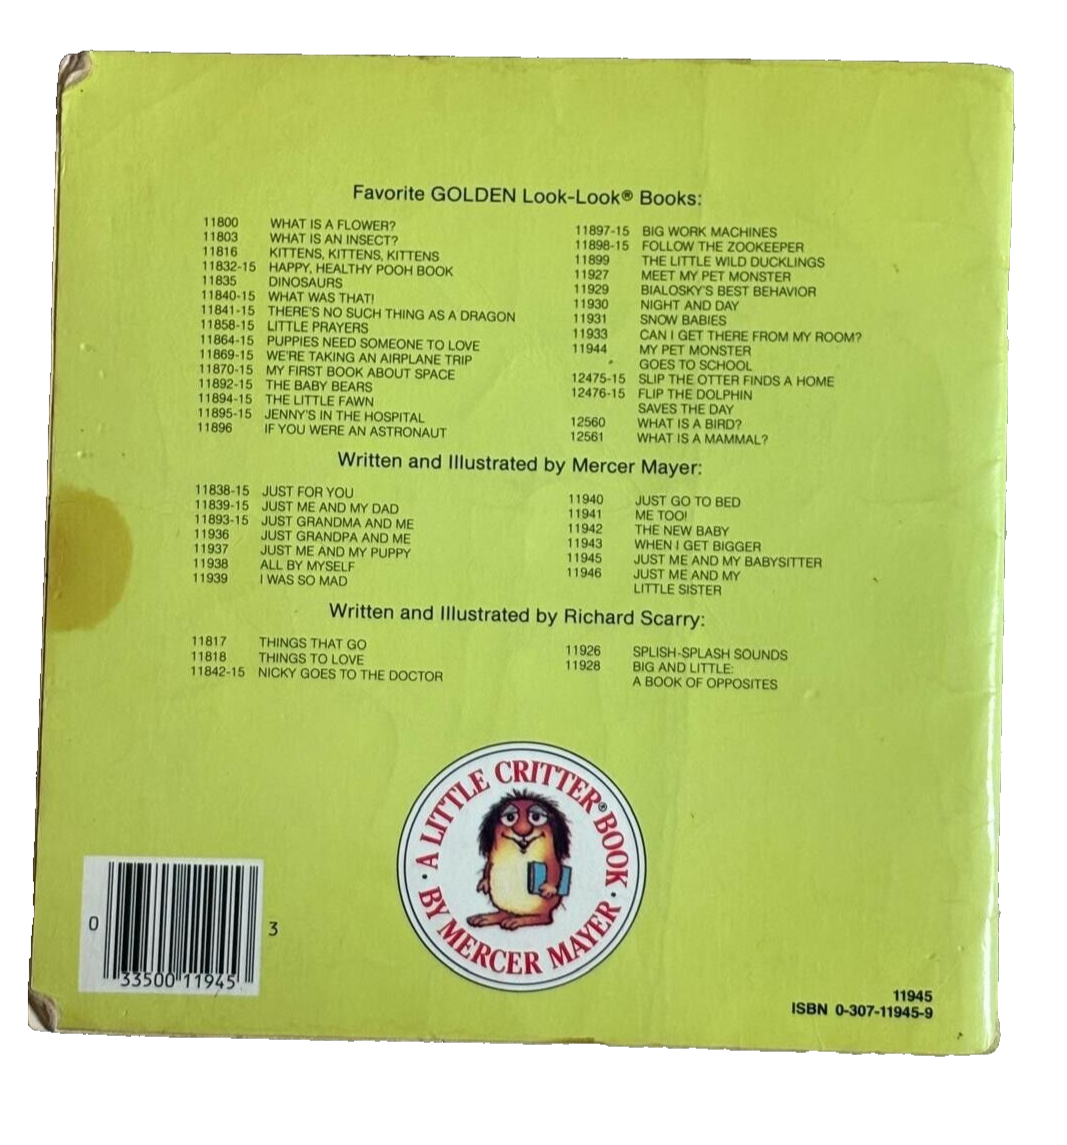 Favorite GOLDEN Look-Look® Books:
11800 WHAT IS A FLOWER?
11803 WHAT IS AN INSECT?
11816 KITTENS, KITTENS, KITTENS
11832-15 HAPPY, HEALTHY POOH BOOK
11835 DINOSAURS
11840-15 WHAT WAS THAT!
11841-15 THERE'S NO SUCH THING AS A DRAGON
11858-15 LITTLE PRAYERS
11864-15 PUPPIES NEED SOMEONE TO LOVE
11869-15 WE'RE TAKING AN AIRPLANE TRIP
11870-15 MY FIRST BOOK ABOUT SPACE
11892-15 THE BABY BEARS
11894-15 THE LITTLE FAWN
11895-15 JENNY'S IN THE HOSPITAL
11896 IF YOU WERE AN ASTRONAUT
11897-15 BIG WORK MACHINES
11898-15 FOLLOW THE ZOOKEEPER
11899 THE LITTLE WILD DUCKLINGS
11927 MEET MY PET MONSTER
11929 BIALOSKY'S BEST BEHAVIOR
11930 NIGHT AND DAY
11931 SNOW BABIES
11933 CAN I GET THERE FROM MY ROOM?
11944 MY PET MONSTER
GOES TO SCHOOL
12475-15 SLIP THE OTTER FINDS A HOME
12476-15 FLIP THE DOLPHIN
SAVES THE DAY
12560 WHAT IS A BIRD?
12561 WHAT IS A MAMMAL?
Written and Illustrated by Mercer Mayer:
11838-15 JUST FOR YOU
11839-15 JUST ME AND MY DAD
11893-15 JUST GRANDMA AND ME
11936 JUST GRANDPA AND ME
11937 JUST ME AND MY PUPPY
11938 ALL BY MYSELF
11939 I WAS SO MAD
11940 JUST GO TO BED
11941 ME TOO!
11942 THE NEW BABY
11943 WHEN I GET BIGGER
11945 JUST ME AND MY BABYSITTER
11946 JUST ME AND MY
LITTLE SISTER
Written and Illustrated by Richard Scarry:
11817 THINGS THAT GO
11818 THINGS TO LOVE
11842-15 NICKY GOES TO THE DOCTOR
11926 SPLISH-SPLASH SOUNDS
11928 BIG AND LITTLE:
A BOOK OF OPPOSITES
· A LITTLE CRITTER® BOOK ·
BY MERCER MAYER
0 33500 11945 3
11945
ISBN 0-307-11945-9